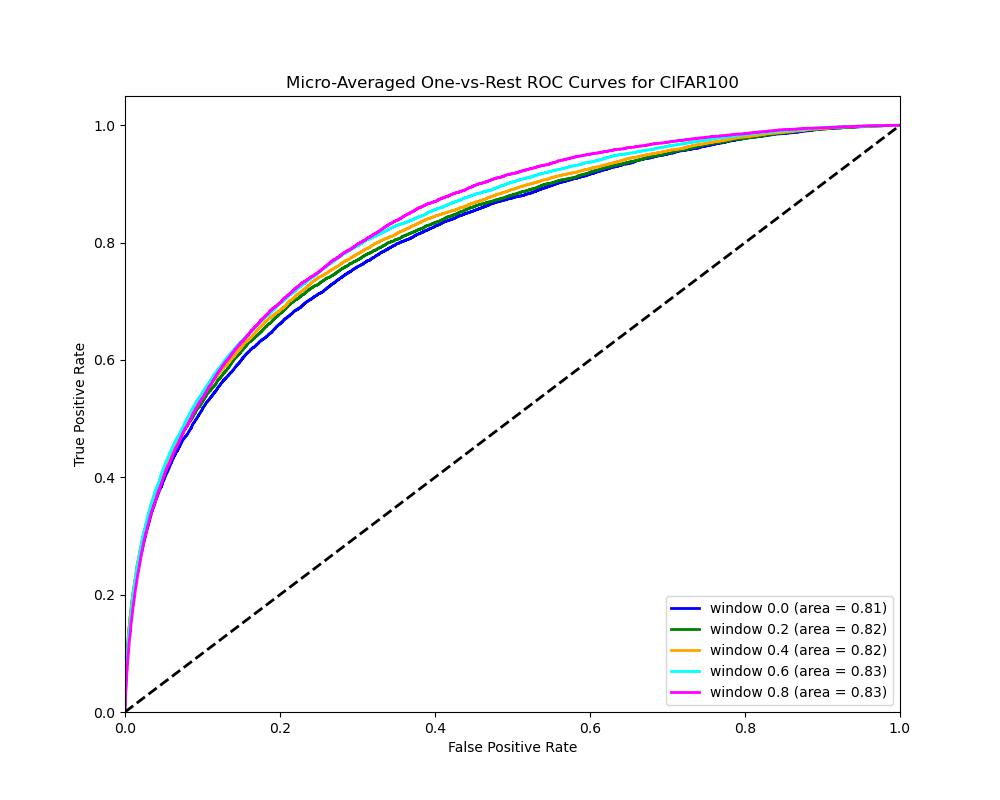 Micro-Averaged One-vs-Rest ROC Curves for CIFAR100
1.0
0.8
0.6
0.4
0.2
0.0
True Positive Rate
window 0.0 (area = 0.81)
window 0.2 (area = 0.82)
window 0.4 (area = 0.82)
window 0.6 (area = 0.83)
window 0.8 (area = 0.83)
0.0 0.2 0.4 0.6 0.8 1.0
False Positive Rate